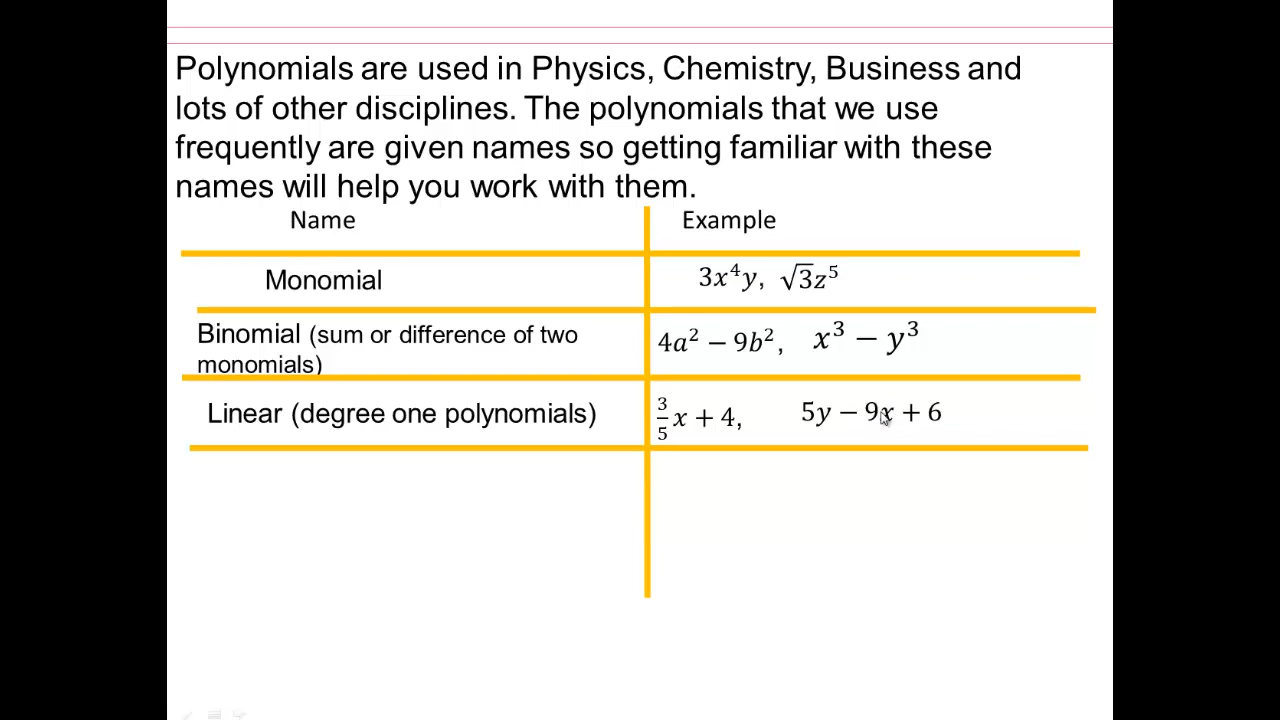 Polynomials are used in Physics, Chemistry, Business and
lots of other disciplines. The polynomials that we use
frequently are given names so getting familiar with these
names will help you work with them.
Name Example
Monomial 3x⁴y, √3z⁵
Binomial (sum or difference of two
monomials) 4a² − 9b², x³ − y³
Linear (degree one polynomials) 3/5 x + 4, 5y − 9x + 6